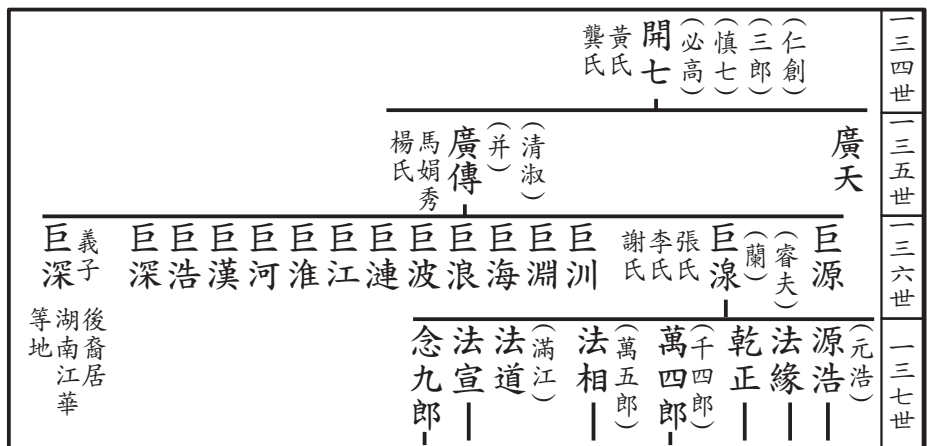 一三四世
(仁創)
(三郎)
(慎七)
(必高)
開七
黃氏
龔氏
一三五世
廣天
(清淑)
(并)
廣傳
馬娟秀
楊氏
一三六世
巨源
(睿夫)
(蘭)
巨湶
張氏
李氏
謝氏
巨汌
巨淵
巨海
巨浪
巨波
巨漣
巨江
巨淮
巨河
巨漢
巨浩
巨深
義子
巨深
後裔居
湖南江華
等地
一三七世
(元浩)
源浩
法緣
乾正
(千四郎)
萬四郎
(萬五郎)
法相
(滿江)
法道
法宣
念九郎